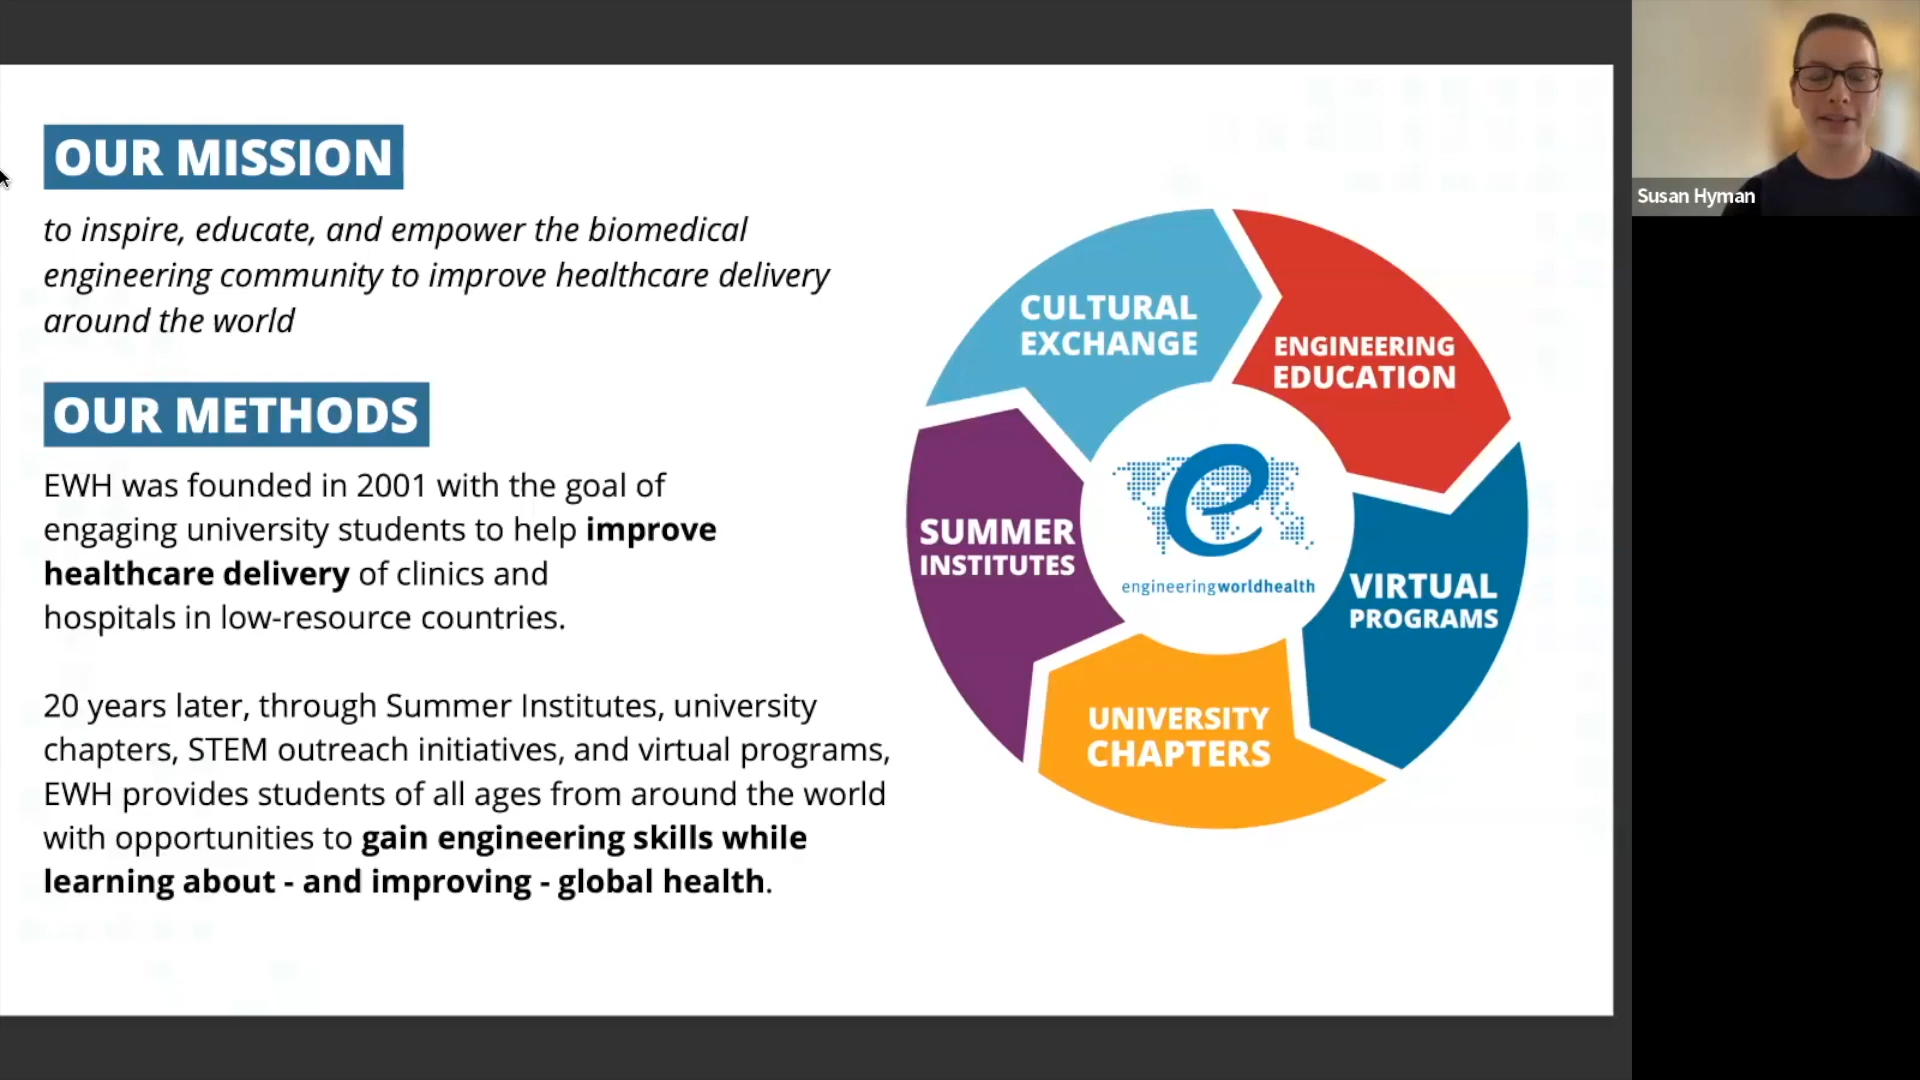 OUR MISSION
to inspire, educate, and empower the biomedical
engineering community to improve healthcare delivery
around the world
OUR METHODS
EWH was founded in 2001 with the goal of
engaging university students to help improve
healthcare delivery of clinics and
hospitals in low-resource countries.
20 years later, through Summer Institutes, university
chapters, STEM outreach initiatives, and virtual programs,
EWH provides students of all ages from around the world
with opportunities to gain engineering skills while
learning about - and improving - global health.
CULTURAL
EXCHANGE
ENGINEERING
EDUCATION
SUMMER
INSTITUTES
e
engineeringworldhealth
VIRTUAL
PROGRAMS
UNIVERSITY
CHAPTERS
Susan Hyman